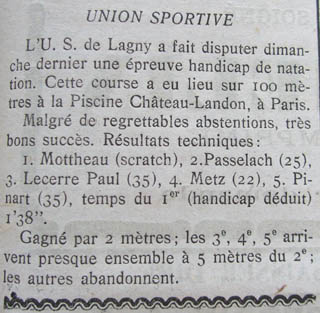 UNION SPORTIVE
L'U. S. de Lagny a fait disputer diman-
che dernier une épreuve handicap de nata-
tion. Cette course a eu lieu sur 100 mè-
tres à la Piscine Château-Landon, à Paris.
Malgré de regrettables abstentions, très
bons succès. Résultats techniques :
1. Mottheau (scratch), 2.Passelach (25),
3. Lecerre Paul (35), 4. Metz (22), 5. Pi-
nart (35), temps du 1er (handicap déduit)
1'38".
Gagné par 2 mètres ; les 3e, 4e, 5e arri-
vent presque ensemble à 5 mètres du 2e ;
les autres abandonnent.